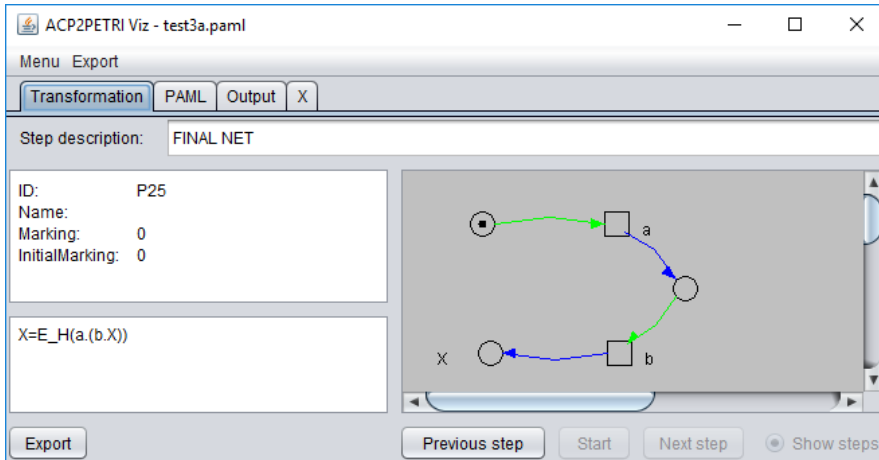 ACP2PETRI Viz - test3a.paml
Menu Export
Transformation PAML Output X
Step description: FINAL NET
ID: P25
Name:
Marking: 0
InitialMarking: 0
a
X=E_H(a.(b.X))
X b
Export Previous step Start Next step Show steps